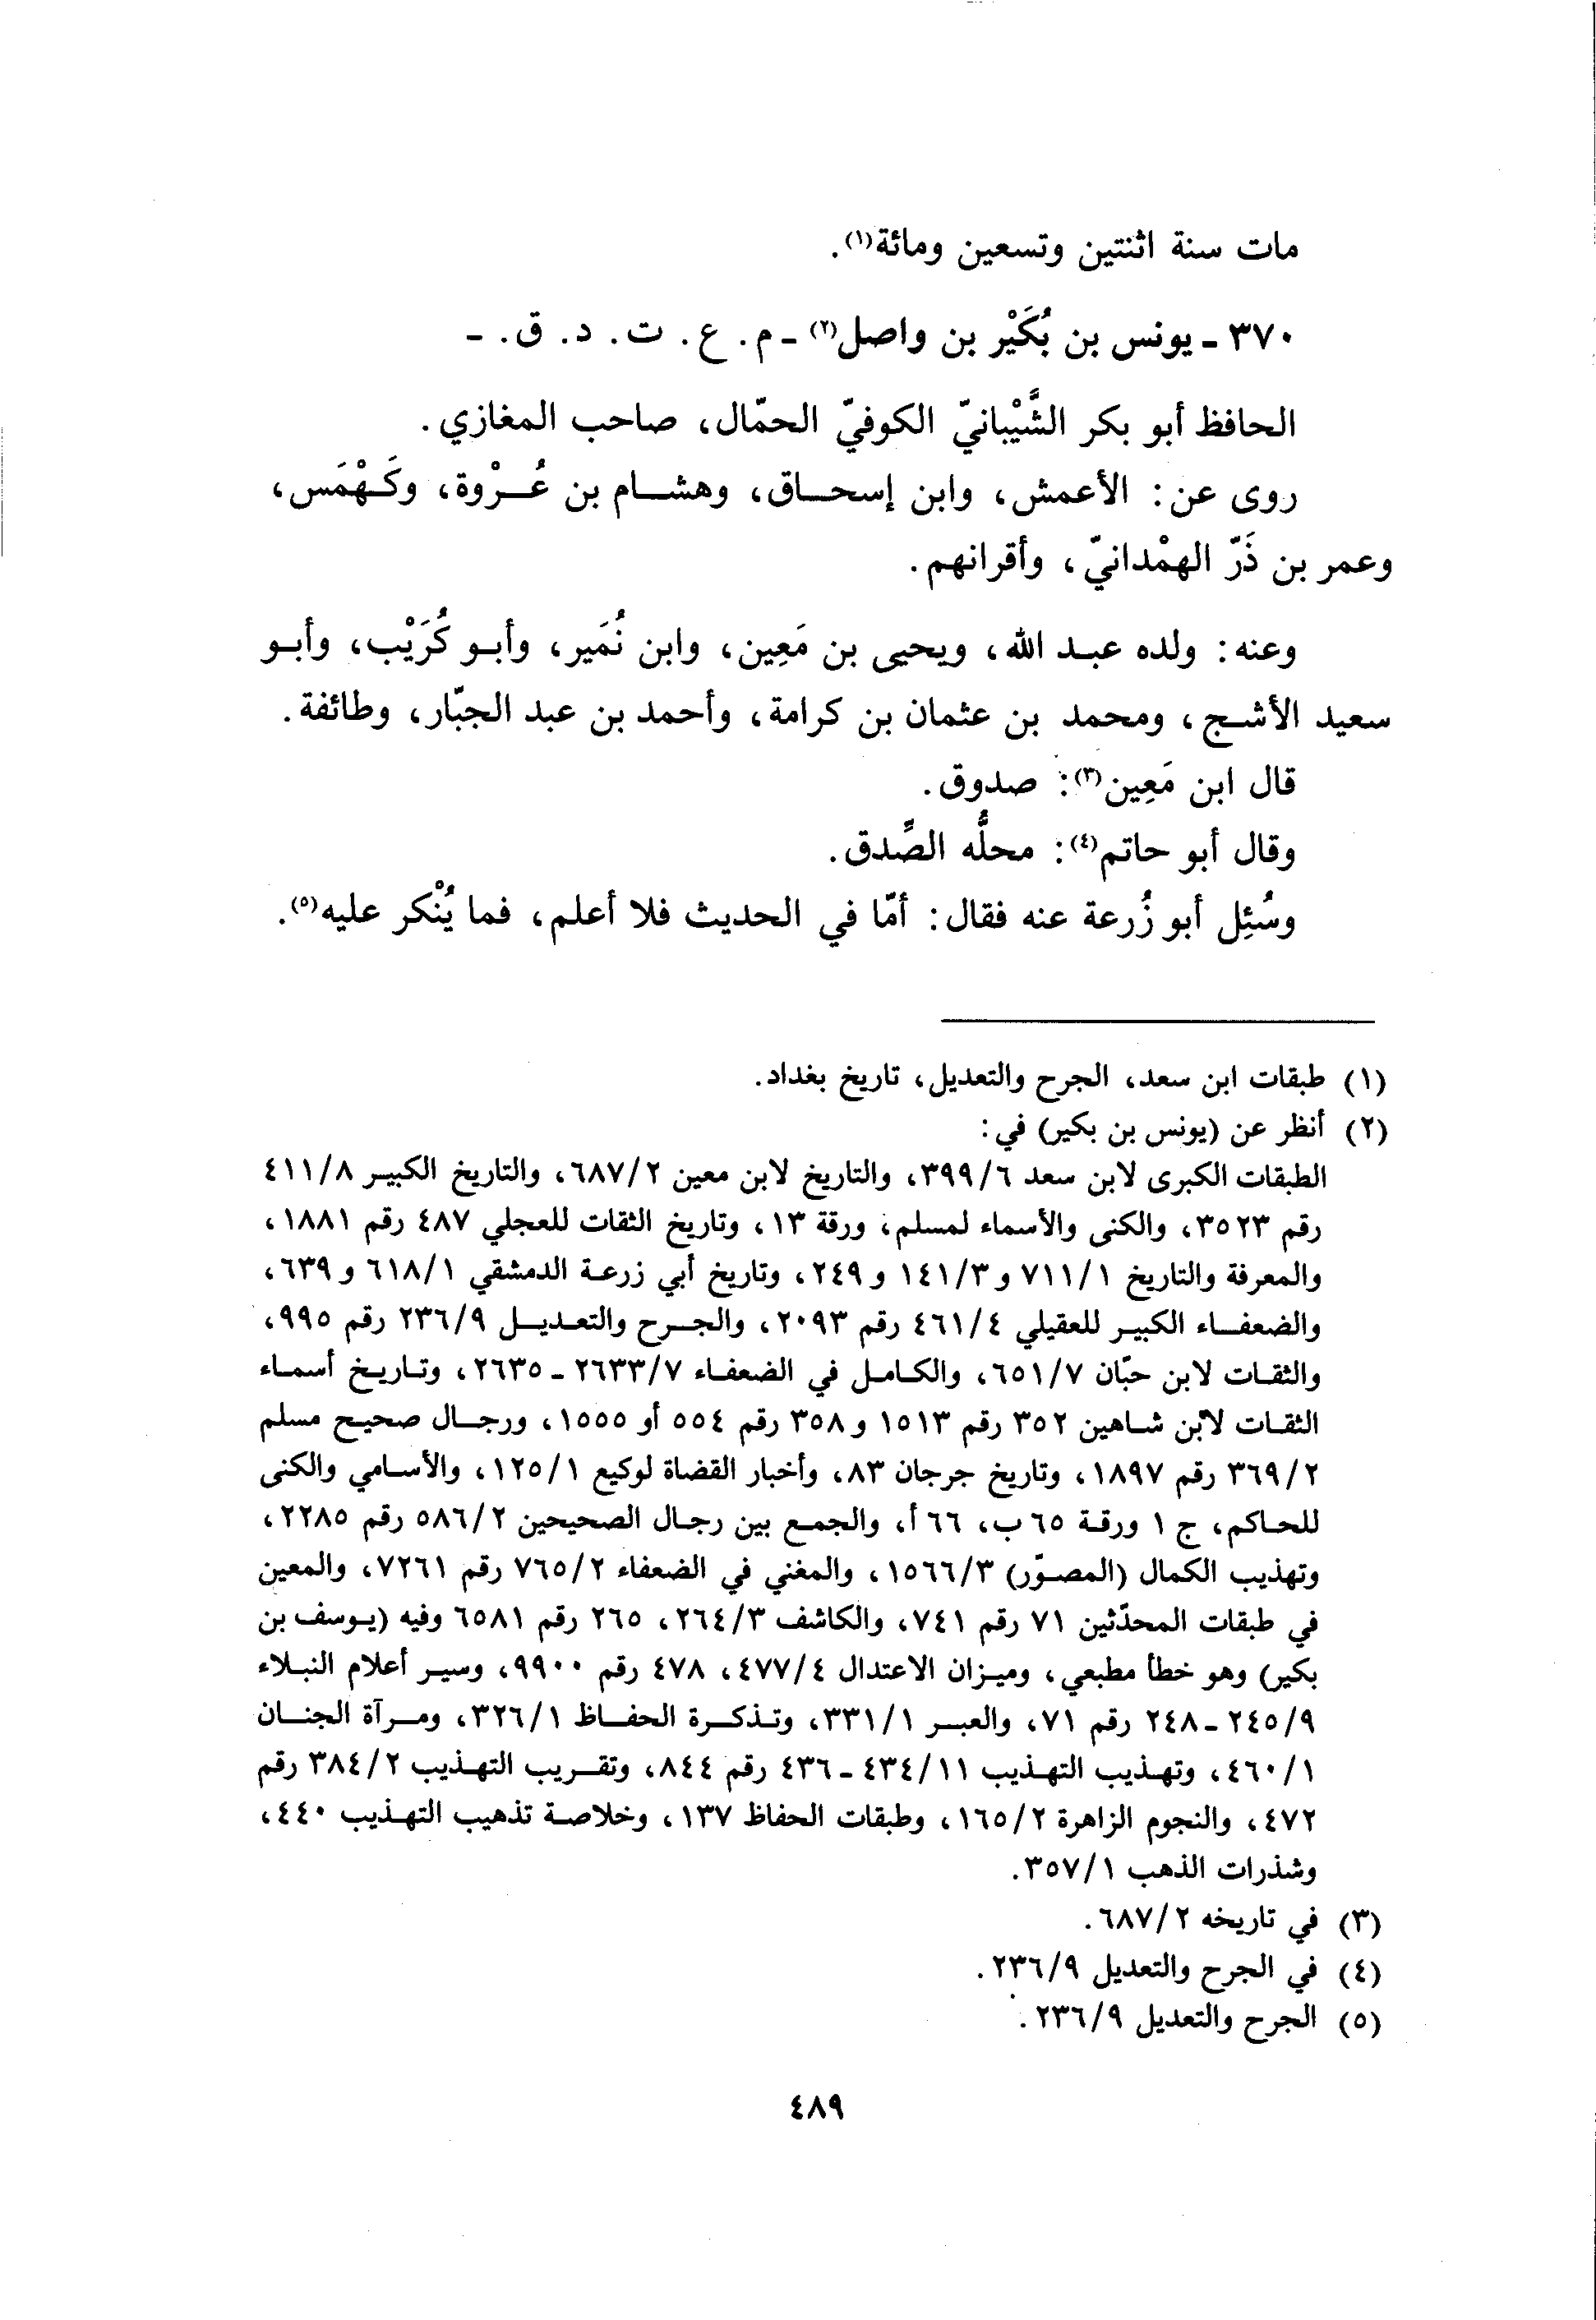 مات سنة اثنتين وتسعين ومائة(١).
٣٧٠ - يونس بن بُكَيْر بن واصل(٢) - م. ع. ت. د. ق. -
الحافظ أبو بكر الشَّيْبانيّ الكوفيّ الحمّال، صاحب المغازي.
روى عن: الأعمش، وابن إسحاق، وهشام بن عُرْوة، وكَهْمَس،
وعمر بن ذَرّ الهمْدانيّ، وأقرانهم.
وعنه: ولده عبد الله، ويحيى بن مَعِين، وابن نُمَير، وأبو كُرَيْب، وأبو
سعيد الأشج، ومحمد بن عثمان بن كرامة، وأحمد بن عبد الجبّار، وطائفة.
قال ابن مَعِين(٣): صدوق.
وقال أبو حاتم(٤): محلُّه الصِّدق.
وسُئِل أبو زُرعة عنه فقال: أمّا في الحديث فلا أعلم، فما يُنْكر عليه(٥).
(١) طبقات ابن سعد، الجرح والتعديل، تاريخ بغداد.
(٢) أنظر عن (يونس بن بكير) في:
الطبقات الكبرى لابن سعد ٣٩٩/٦، والتاريخ لابن معين ٦٨٧/٢، والتاريخ الكبير ٤١١/٨
رقم ٣٥٢٣، والكنى والأسماء لمسلم، ورقة ١٣، وتاريخ الثقات للعجلي ٤٨٧ رقم ١٨٨١،
والمعرفة والتاريخ ٧١١/١ و١٤١/٣ و٢٤٩، وتاريخ أبي زرعة الدمشقي ٦١٨/١ و٦٣٩،
والضعفاء الكبير للعقيلي ٤٦١/٤ رقم ٢٠٩٣، والجرح والتعديل ٢٣٦/٩ رقم ٩٩٥،
والثقات لابن حبّان ٦٥١/٧، والكامل في الضعفاء ٢٦٣٣/٧ - ٢٦٣٥، وتاريخ أسماء
الثقات لابن شاهين ٣٥٢ رقم ١٥١٣ و٣٥٨ رقم ٥٥٤ أو ١٥٥٥، ورجال صحيح مسلم
٣٦٩/٢ رقم ١٨٩٧، وتاريخ جرجان ٨٣، وأخبار القضاة لوكيع ١٢٥/١، والأسامي والكنى
للحاكم، ج ١ ورقة ٦٥ ب، ٦٦ أ، والجمع بين رجال الصحيحين ٥٨٦/٢ رقم ٢٢٨٥،
وتهذيب الكمال (المصوّر) ١٥٦٦/٣، والمغني في الضعفاء ٧٦٥/٢ رقم ٧٢٦١، والمعين
في طبقات المحدّثين ٧١ رقم ٧٤١، والكاشف ٢٦٤/٣، ٢٦٥ رقم ٦٥٨١ وفيه (يوسف بن
بكير) وهو خطأ مطبعي، وميزان الاعتدال ٤٧٧/٤، ٤٧٨ رقم ٩٩٠٠، وسير أعلام النبلاء
٢٤٥/٩ - ٢٤٨ رقم ٧١، والعبر ٣٣١/١، وتذكرة الحفاظ ٣٢٦/١، ومرآة الجنان
٤٦٠/١، وتهذيب التهذيب ٤٣٤/١١ - ٤٣٦ رقم ٨٤٤، وتقريب التهذيب ٣٨٤/٢ رقم
٤٧٢، والنجوم الزاهرة ١٦٥/٢، وطبقات الحفاظ ١٣٧، وخلاصة تذهيب التهذيب ٤٤٠،
وشذرات الذهب ٣٥٧/١.
(٣) في تاريخه ٦٨٧/٢.
(٤) في الجرح والتعديل ٢٣٦/٩.
(٥) الجرح والتعديل ٢٣٦/٩.
٤٨٩